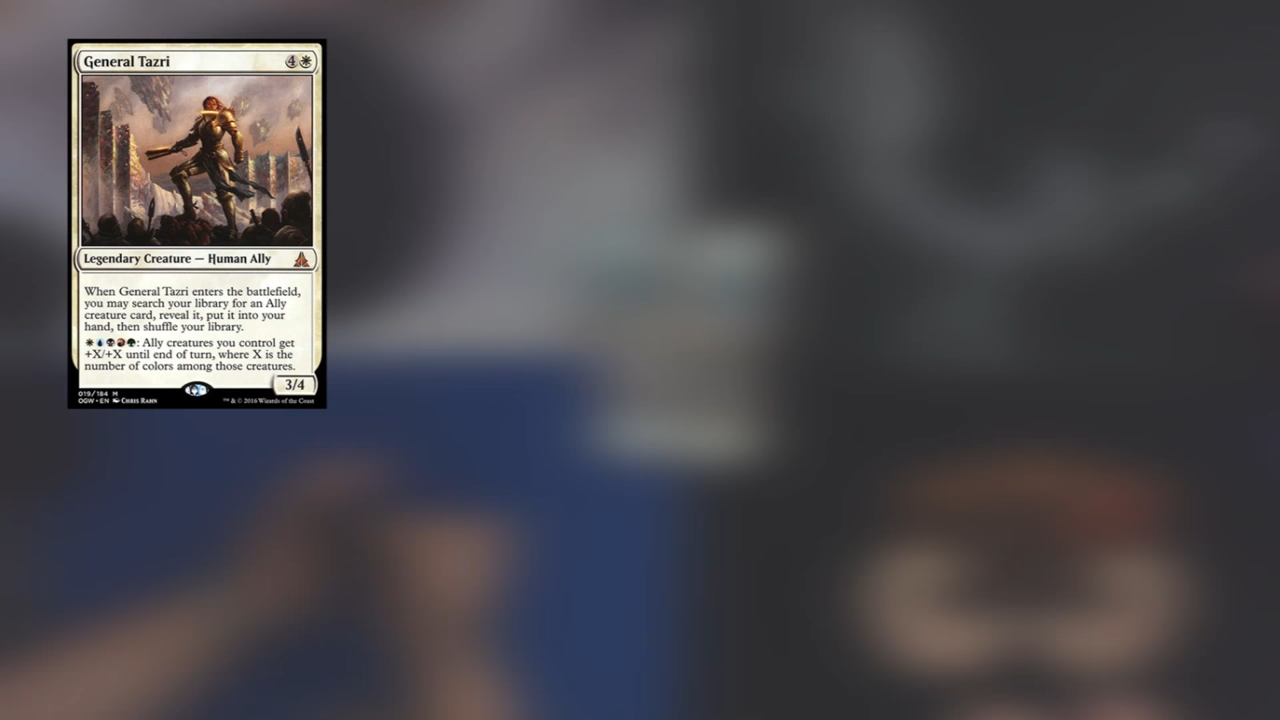 General Tazri 4
Legendary Creature — Human Ally
When General Tazri enters the battlefield,
you may search your library for an Ally
creature card, reveal it, put it into your
hand, then shuffle your library.
: Ally creatures you control get
+X/+X until end of turn, where X is the
number of colors among those creatures.
3/4
019/184 M
OGW • EN Chris Rahn
™ & © 2016 Wizards of the Coast